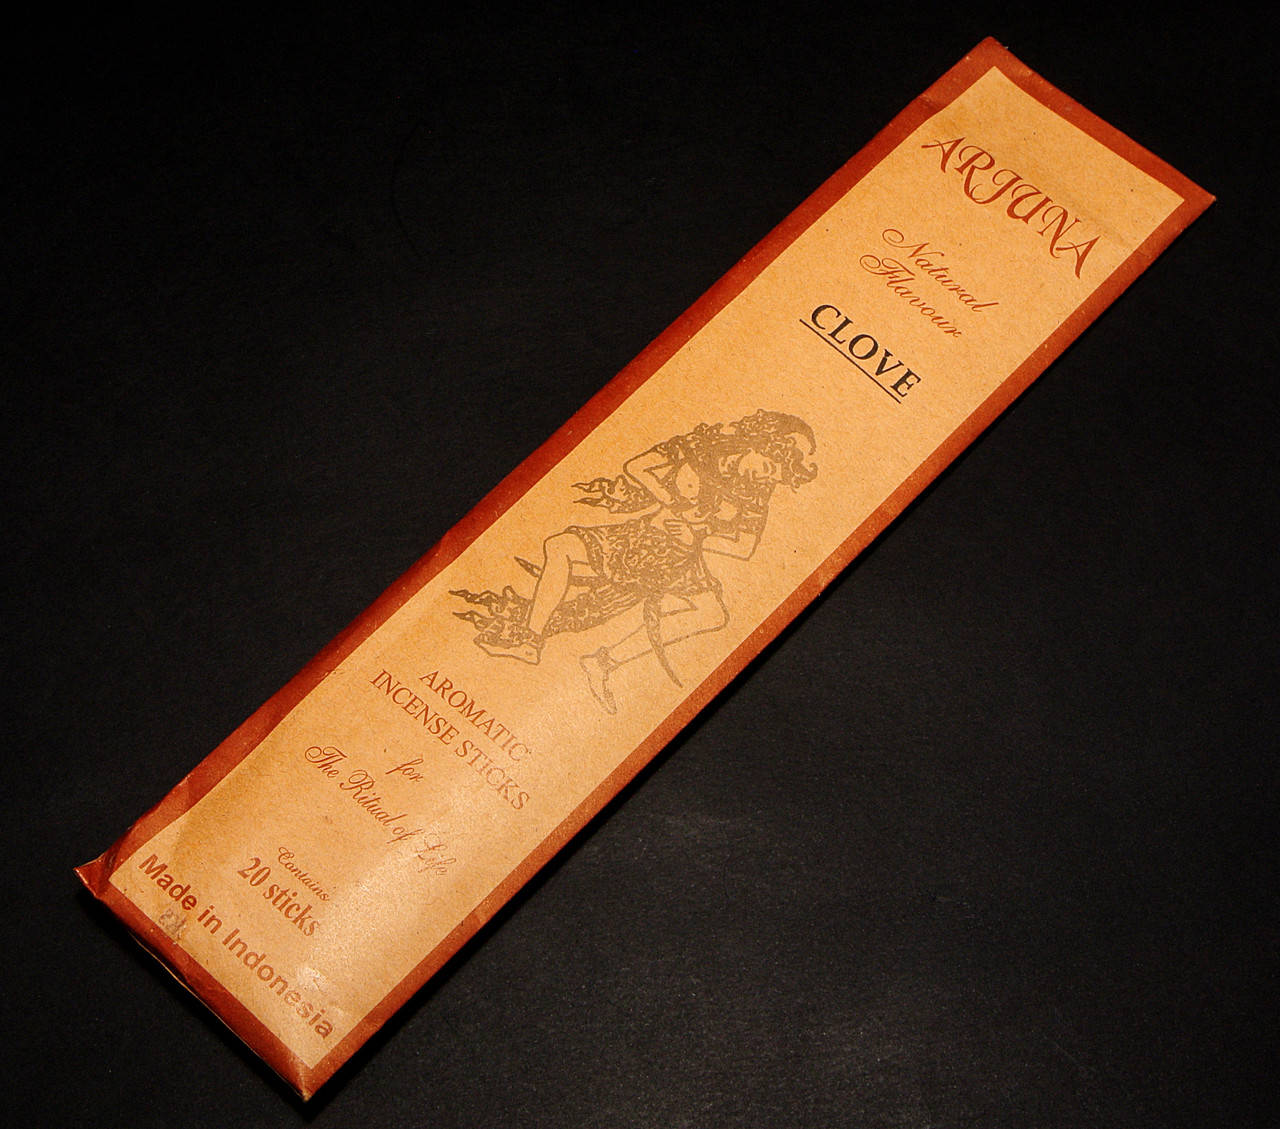 ARJUNA
Natural
Flavour
CLOVE
AROMATIC
INCENSE STICKS
for
The Ritual of Life
Contains
20 sticks
Made in Indonesia